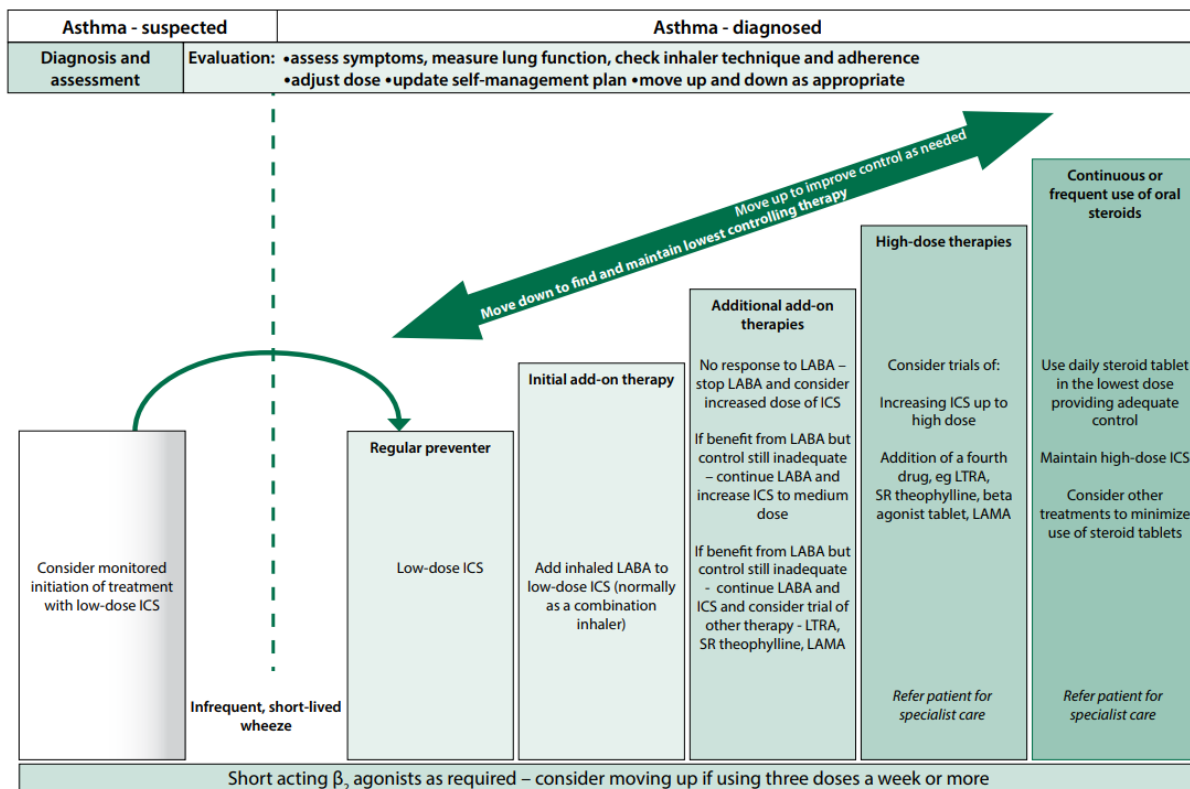 Asthma - suspected
Asthma - diagnosed
Diagnosis and
assessment
Evaluation: •assess symptoms, measure lung function, check inhaler technique and adherence
•adjust dose •update self-management plan •move up and down as appropriate
Move up to improve control as needed
Move down to find and maintain lowest controlling therapy
Consider monitored
initiation of treatment
with low-dose ICS
Infrequent, short-lived
wheeze
Regular preventer
Low-dose ICS
Initial add-on therapy
Add inhaled LABA to
low-dose ICS (normally
as a combination
inhaler)
Additional add-on
therapies
No response to LABA –
stop LABA and consider
increased dose of ICS
If benefit from LABA but
control still inadequate
– continue LABA and
increase ICS to medium
dose
If benefit from LABA but
control still inadequate
- continue LABA and
ICS and consider trial of
other therapy - LTRA,
SR theophylline, LAMA
High-dose therapies
Consider trials of:
Increasing ICS up to
high dose
Addition of a fourth
drug, eg LTRA,
SR theophylline, beta
agonist tablet, LAMA
Refer patient for
specialist care
Continuous or
frequent use of oral
steroids
Use daily steroid tablet
in the lowest dose
providing adequate
control
Maintain high-dose ICS
Consider other
treatments to minimize
use of steroid tablets
Refer patient for
specialist care
Short acting β₂ agonists as required – consider moving up if using three doses a week or more